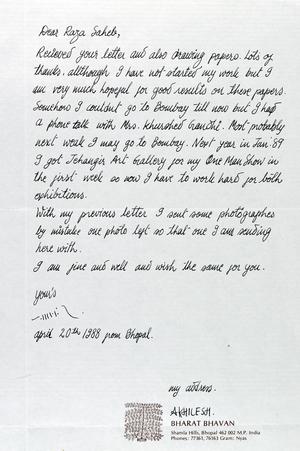 Dear Raza Saheb,
Recieved your letter and also drawing papers. Lots of
thanks. allthough I have not started my work but I
am very much hopeful for good results on these papers.
Somehow I couldnt go to Bombay till now but I had
a phone talk with Mrs. Khurshed Gandhi. Most probably
next week I may go to Bombay. Next year in Jan '89
I got Jehangir Art Gallery for my One Man Show in
the first week so now I have to work hard for both
exhibitions.
With my previous letter I sent some photographes
by mistake one photo left so that one I am sending
here with.
I am fine and well and wish the same for you.
your's
april 20th 1988 from Bhopal.
my address.
AKHILESH.
BHARAT BHAVAN
Shamla Hills, Bhopal 462 002 M.P. India
Phones: 77361, 76163 Gram: Nyas